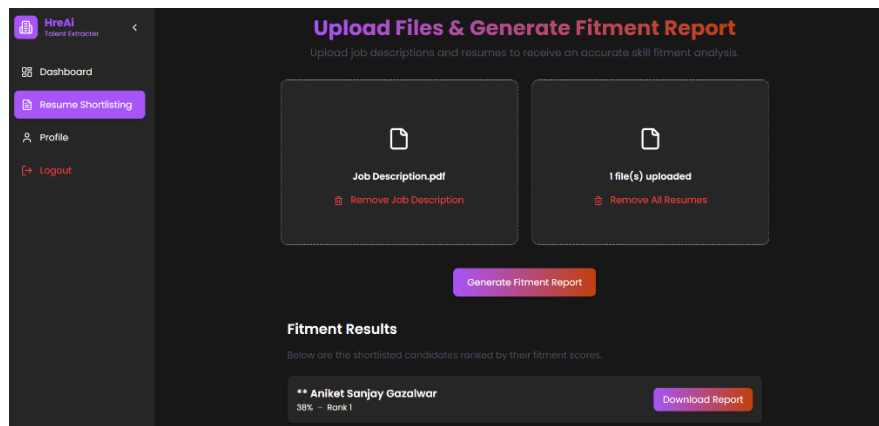 HreAi
Talent Extracter
Dashboard
Resume Shortlisting
Profile
Logout
Upload Files & Generate Fitment Report
Upload job descriptions and resumes to receive an accurate skill fitment analysis.
Job Description.pdf
Remove Job Description
1 file(s) uploaded
Remove All Resumes
Generate Fitment Report
Fitment Results
Below are the shortlisted candidates ranked by their fitment scores.
** Aniket Sanjay Gazalwar
38% – Rank 1
Download Report